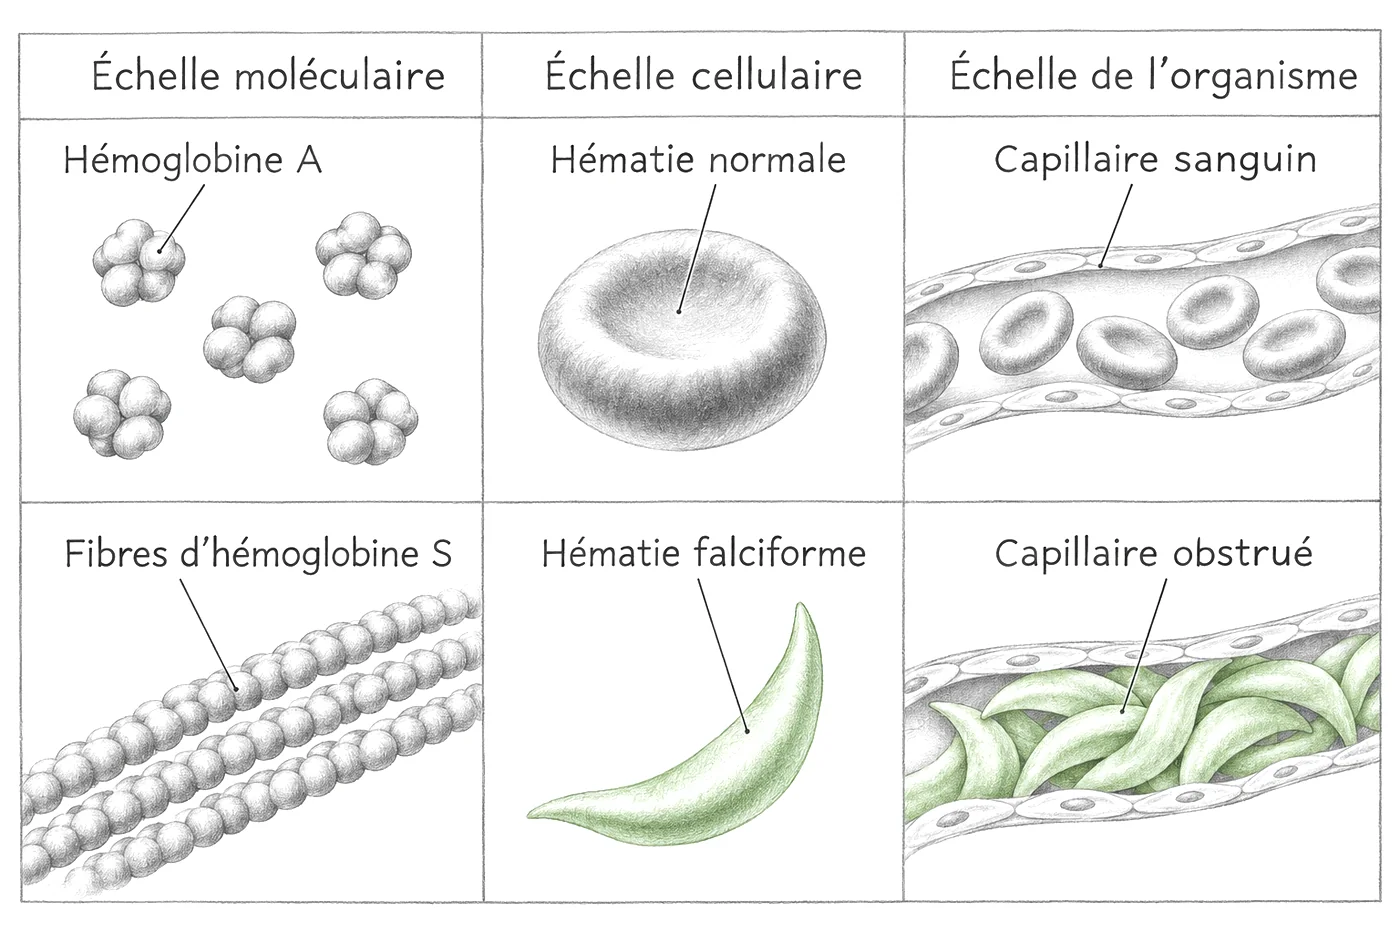 Échelle moléculaire
Échelle cellulaire
Échelle de l'organisme
Hémoglobine A
Hématie normale
Capillaire sanguin
Fibres d'hémoglobine S
Hématie falciforme
Capillaire obstrué